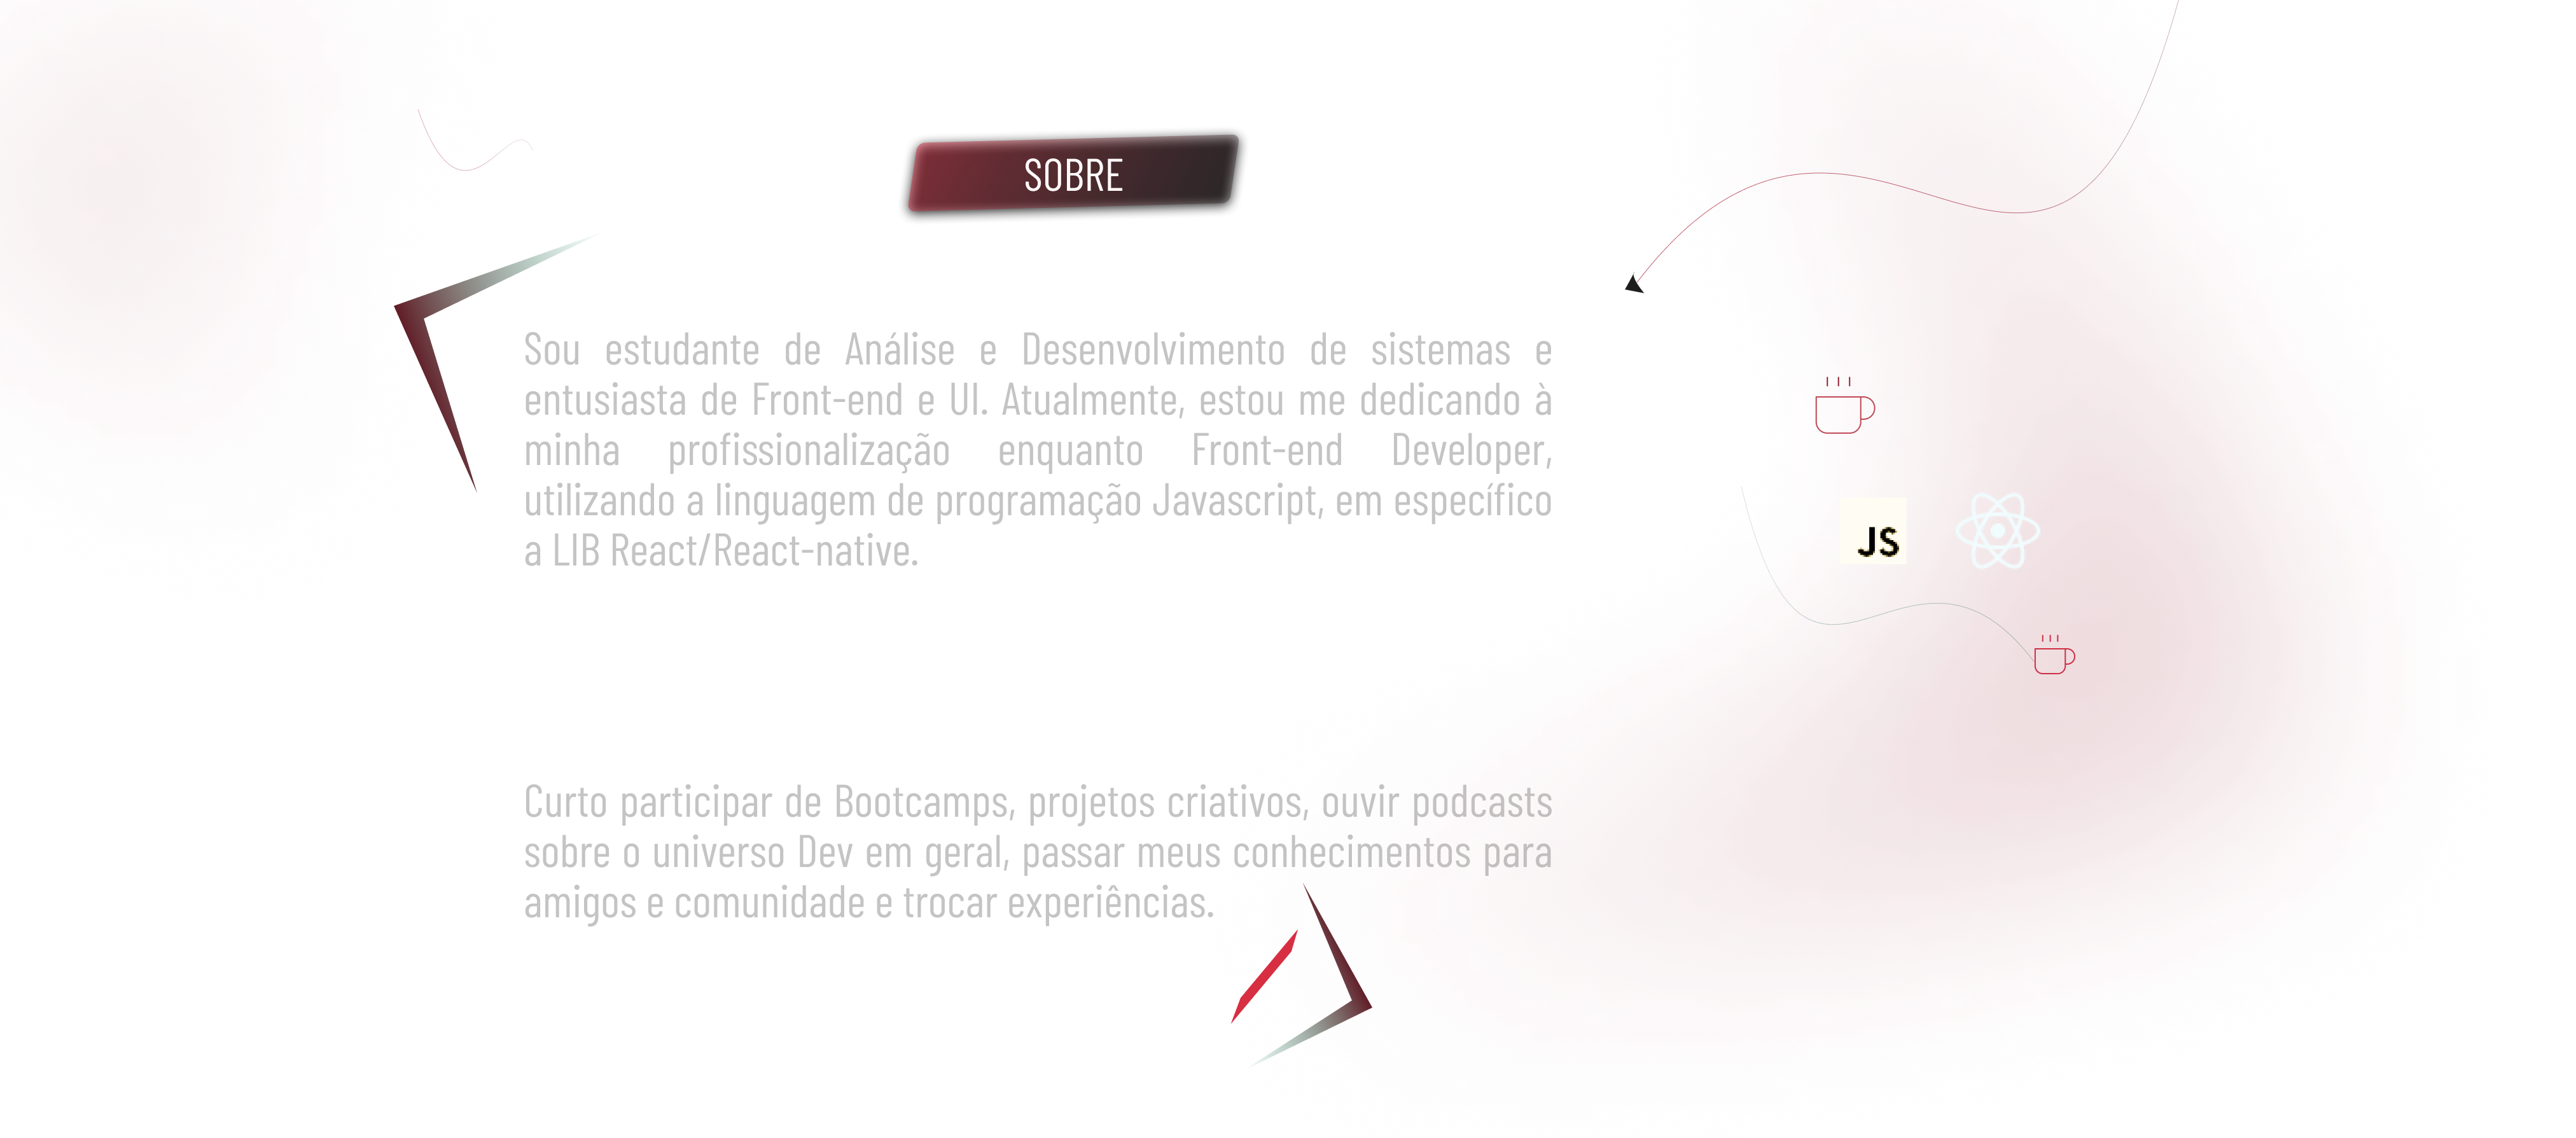 SOBRE
Sou estudante de Análise e Desenvolvimento de sistemas e
entusiasta de Front-end e UI. Atualmente, estou me dedicando à
minha profissionalização enquanto Front-end Developer,
utilizando a linguagem de programação Javascript, em específico
a LIB React/React-native.
JS
Curto participar de Bootcamps, projetos criativos, ouvir podcasts
sobre o universo Dev em geral, passar meus conhecimentos para
amigos e comunidade e trocar experiências.